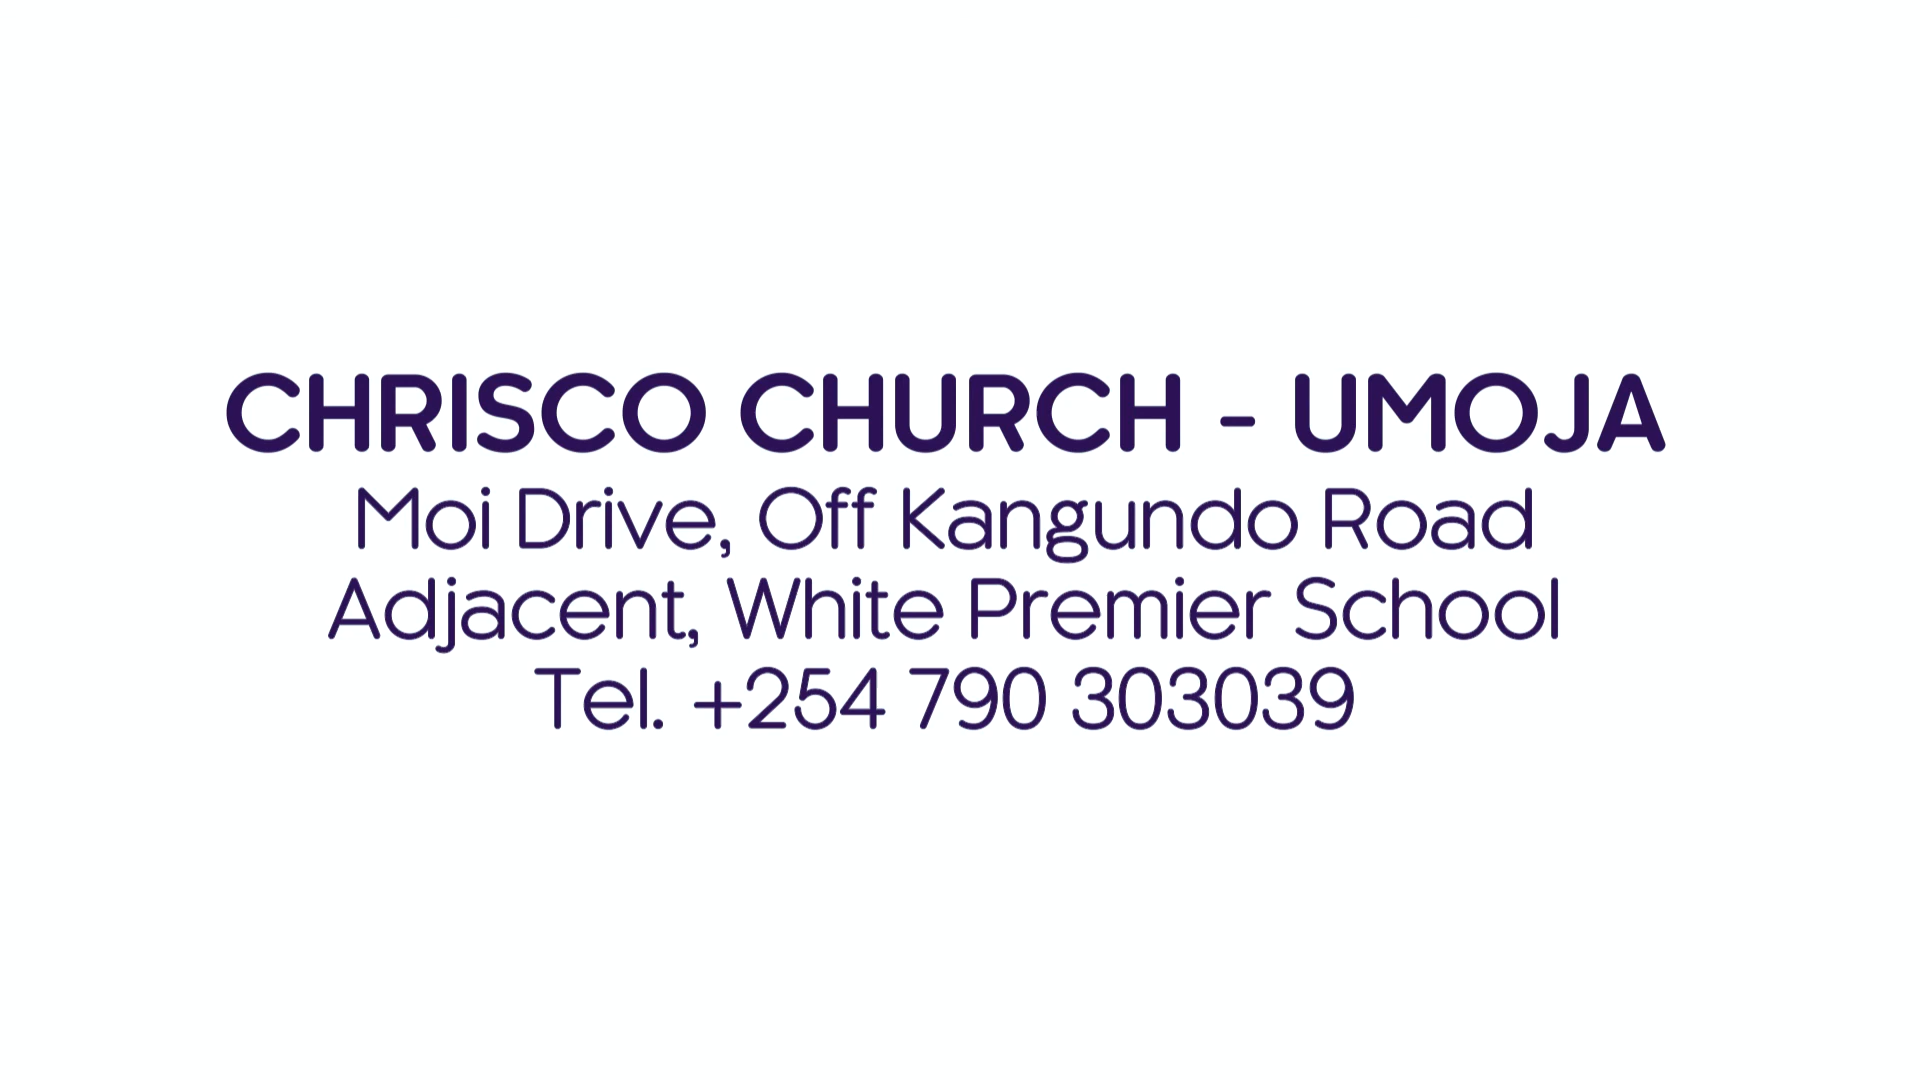 CHRISCO CHURCH - UMOJA
Moi Drive, Off Kangundo Road
Adjacent, White Premier School
Tel. +254 790 303039